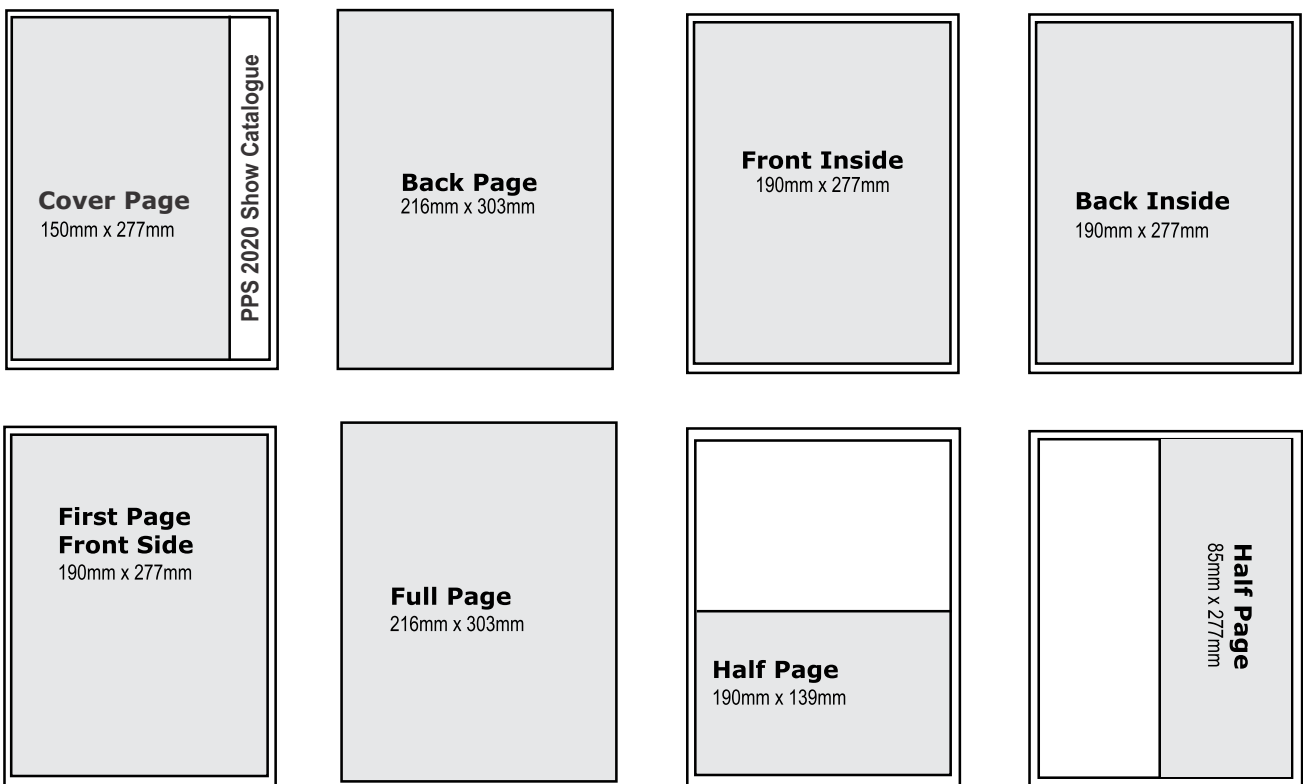 Cover Page
150mm x 277mm
PPS 2020 Show Catalogue
Back Page
216mm x 303mm
Front Inside
190mm x 277mm
Back Inside
190mm x 277mm
First Page
Front Side
190mm x 277mm
Full Page
216mm x 303mm
Half Page
190mm x 139mm
Half Page
85mm x 277mm